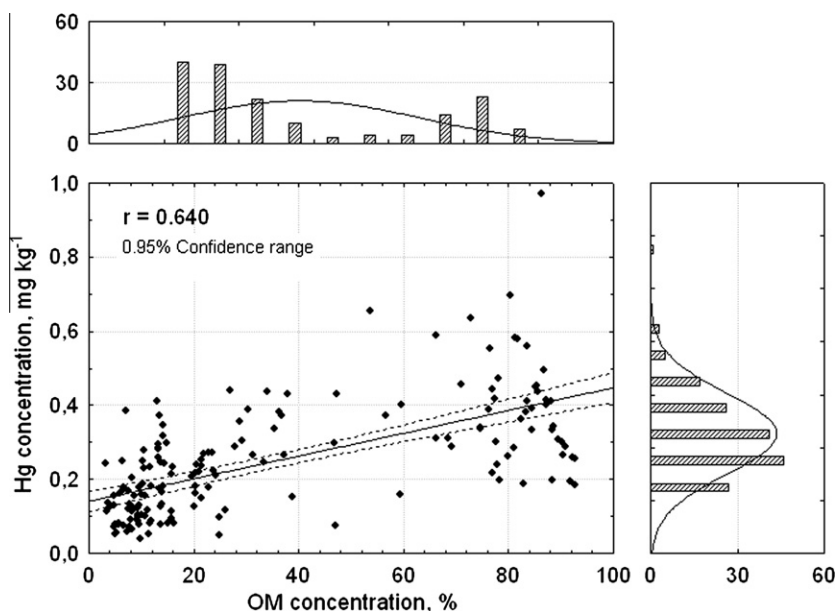 60
30
0
1,0
0,8
0,6
0,4
0,2
0,0
Hg concentration, mg kg-1
r = 0.640
0.95% Confidence range
0 20 40 60 80 100
OM concentration, %
0 30 60